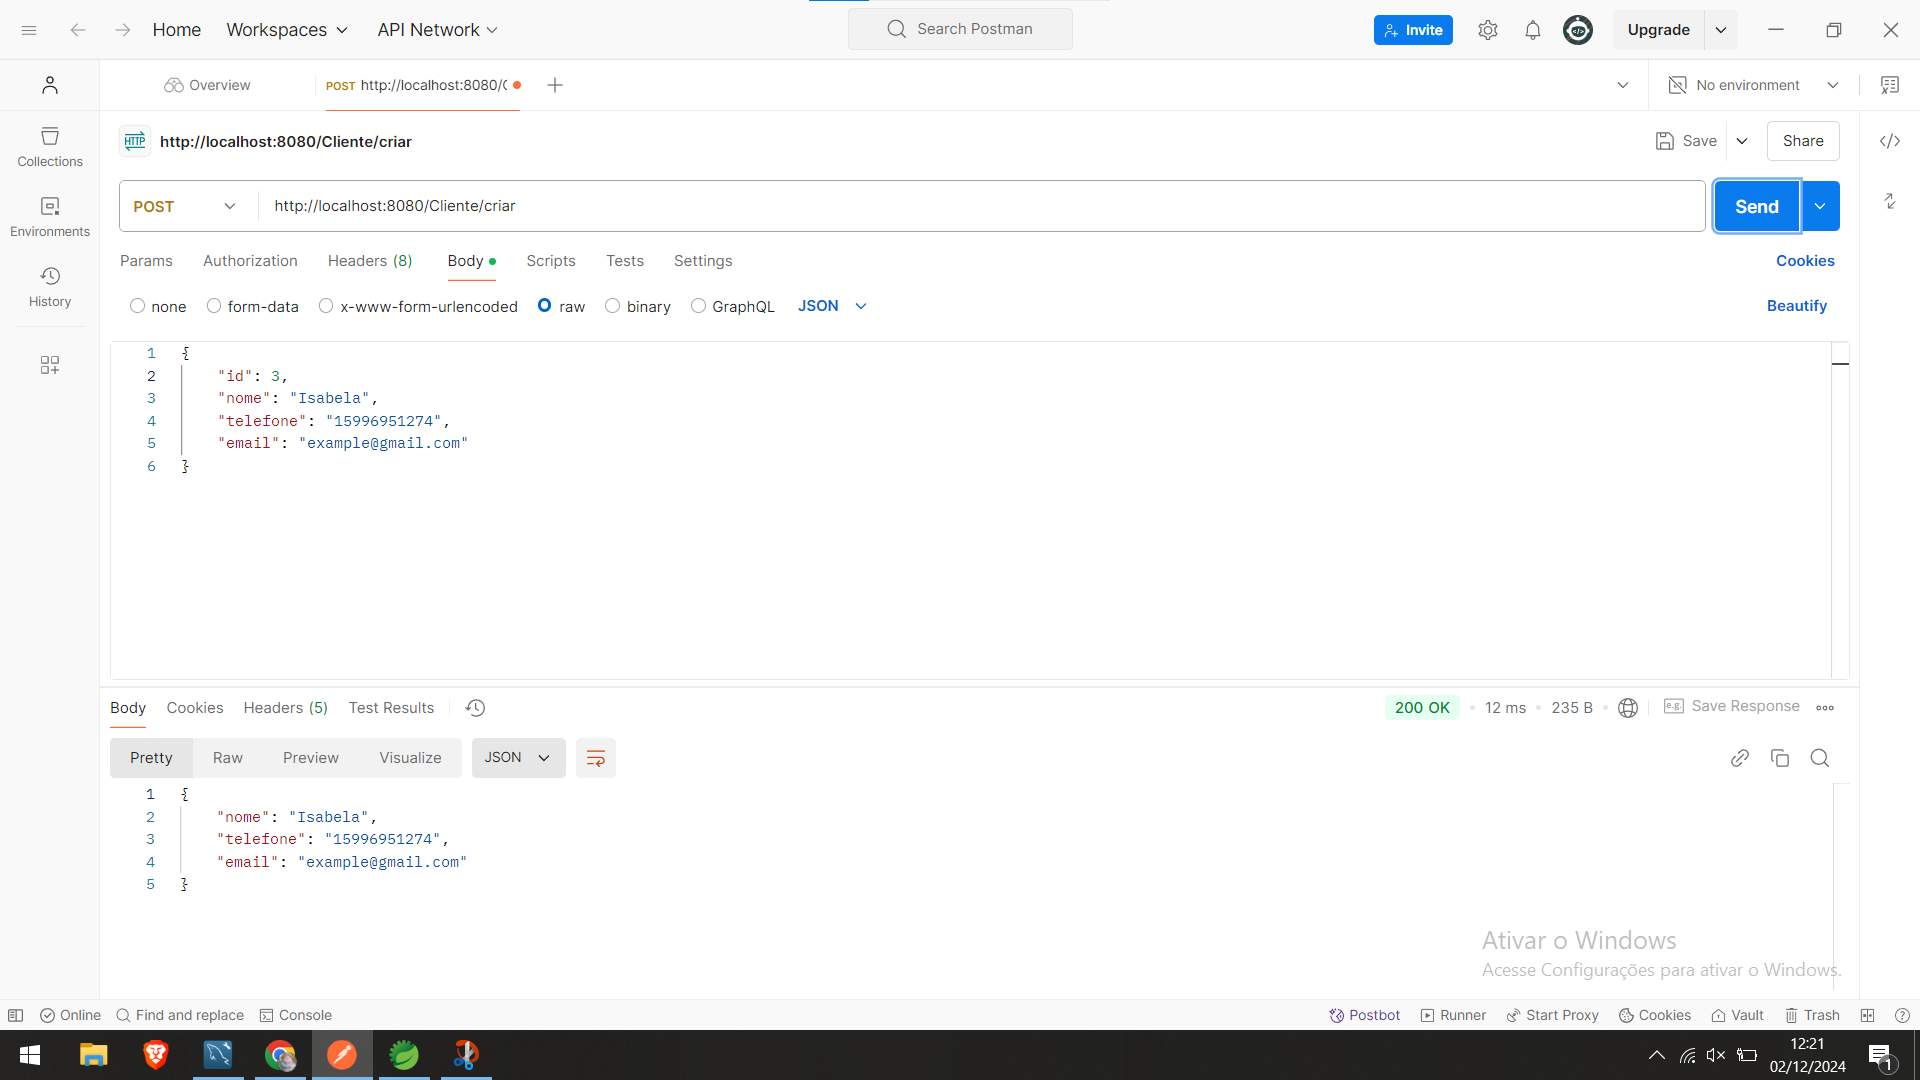 Home
Workspaces
API Network
Search Postman
Invite
Upgrade
Overview
POST http://localhost:8080/C
No environment
HTTP http://localhost:8080/Cliente/criar
Save
Share
Collections
Environments
History
POST
http://localhost:8080/Cliente/criar
Send
Params
Authorization
Headers (8)
Body
Scripts
Tests
Settings
Cookies
none
form-data
x-www-form-urlencoded
raw
binary
GraphQL
JSON
Beautify
1 {
2 "id": 3,
3 "nome": "Isabela",
4 "telefone": "15996951274",
5 "email": "example@gmail.com"
6 }
Body
Cookies
Headers (5)
Test Results
200 OK
12 ms
235 B
e.g. Save Response
Pretty
Raw
Preview
Visualize
JSON
1 {
2 "nome": "Isabela",
3 "telefone": "15996951274",
4 "email": "example@gmail.com"
5 }
Ativar o Windows
Acesse Configurações para ativar o Windows.
Online
Find and replace
Console
Postbot
Runner
Start Proxy
Cookies
Vault
Trash
12:21
02/12/2024
1